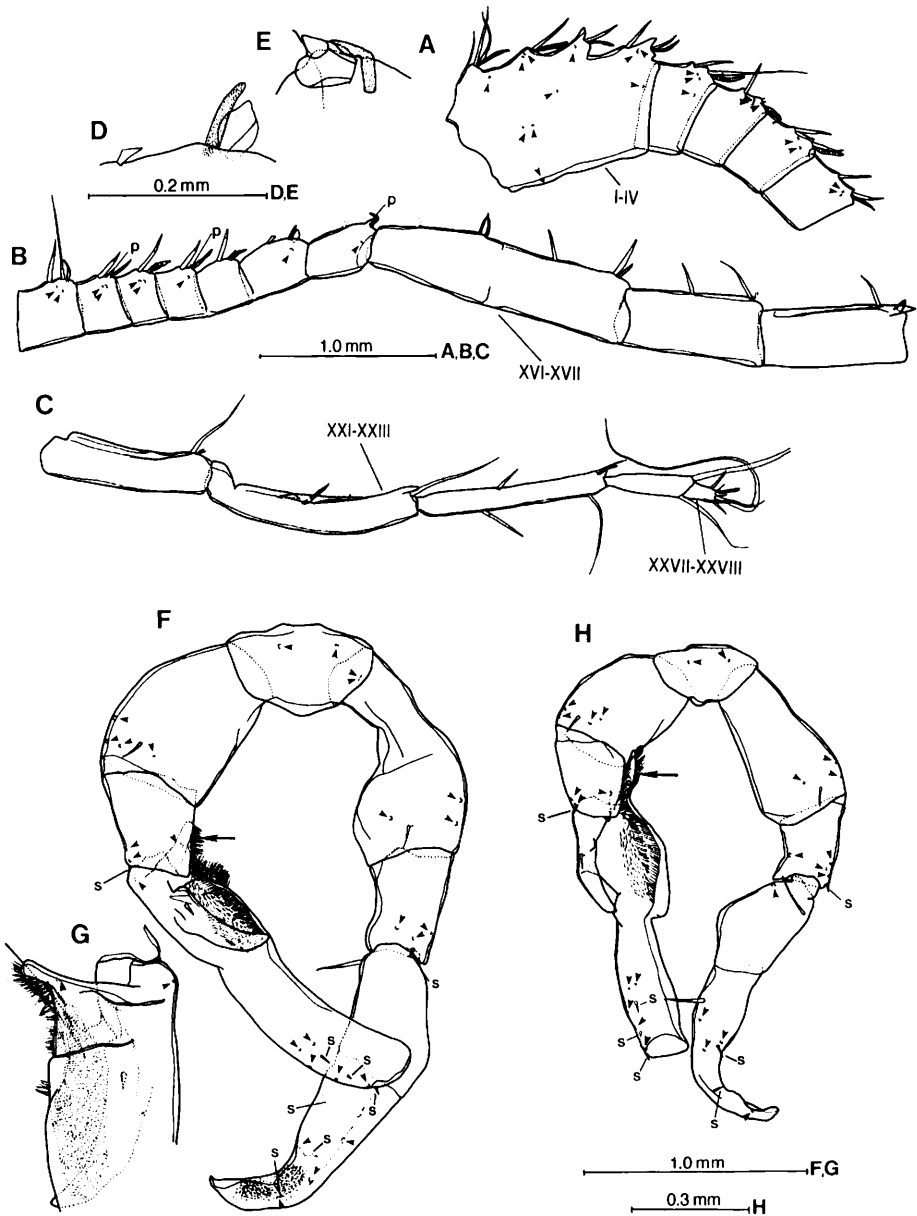 E
A
D
0.2 mm D,E
I-IV
p
B
p
p
1.0 mm A,B,C
XVI-XVII
C
XXI-XXIII
XXVII-XXVIII
F
H
s
s
G
s
s
s
s
s
s
s
s
s
s
s
s
s
1.0 mm F,G
0.3 mm H